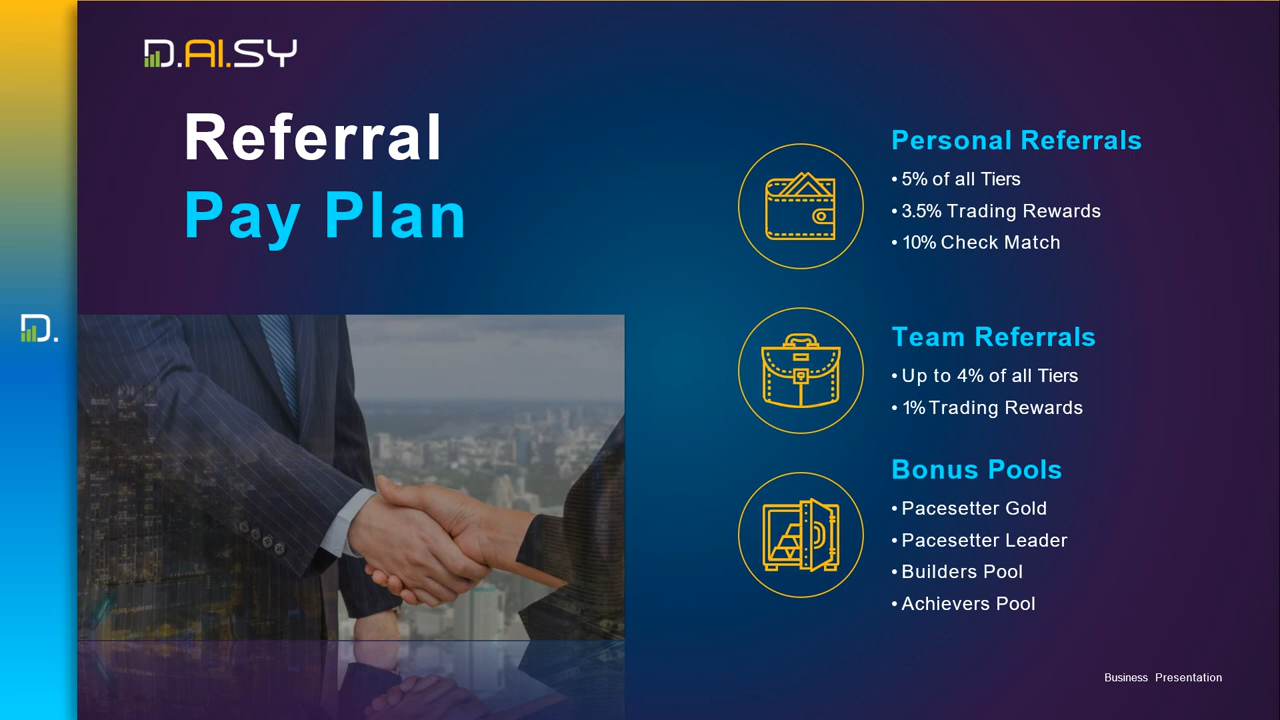 D.AI.SY
Referral
Pay Plan
D.
Personal Referrals
• 5% of all Tiers
• 3.5% Trading Rewards
• 10% Check Match
Team Referrals
• Up to 4% of all Tiers
• 1% Trading Rewards
Bonus Pools
• Pacesetter Gold
• Pacesetter Leader
• Builders Pool
• Achievers Pool
Business Presentation